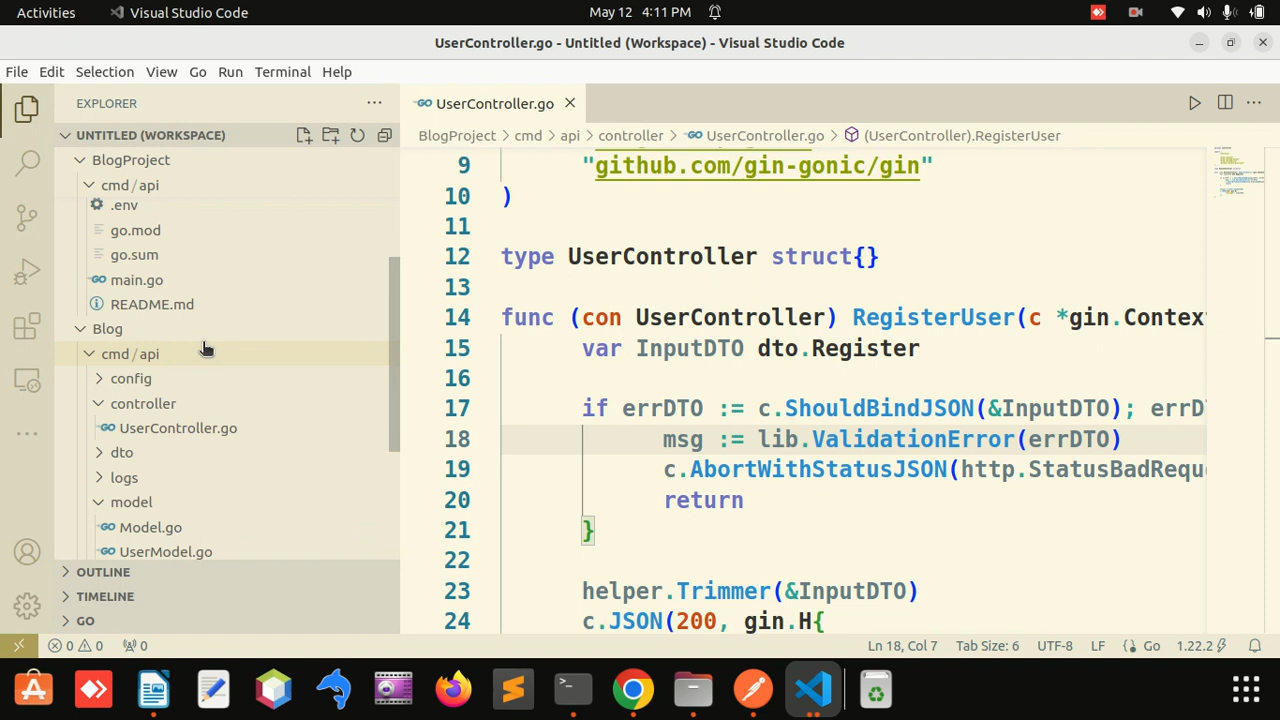 Activities Visual Studio Code May 12 4:11 PM
UserController.go - Untitled (Workspace) - Visual Studio Code
File Edit Selection View Go Run Terminal Help
EXPLORER
UNTITLED (WORKSPACE)
BlogProject
cmd/api
.env
go.mod
go.sum
main.go
README.md
Blog
cmd/api
config
controller
UserController.go
dto
logs
model
Model.go
UserModel.go
OUTLINE
TIMELINE
GO
UserController.go
BlogProject > cmd > api > controller > UserController.go > (UserController).RegisterUser
9 "github.com/gin-gonic/gin"
10 )
11
12 type UserController struct{}
13
14 func (con UserController) RegisterUser(c *gin.Contex
15 var InputDTO dto.Register
16
17 if errDTO := c.ShouldBindJSON(&InputDTO); errD
18 msg := lib.ValidationError(errDTO)
19 c.AbortWithStatusJSON(http.StatusBadReque
20 return
21 }
22
23 helper.Trimmer(&InputDTO)
24 c.JSON(200, gin.H{
0 0 0 Ln 18, Col 7 Tab Size: 6 UTF-8 LF Go 1.22.2